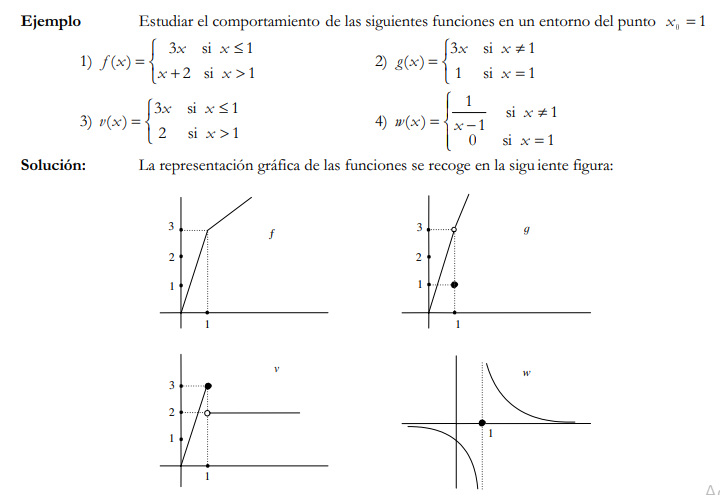 Ejemplo Estudiar el comportamiento de las siguientes funciones en un entorno del punto x₀ = 1
1) f(x) = { 3x si x ≤ 1 2) g(x) = { 3x si x ≠ 1
x + 2 si x > 1 1 si x = 1
3) v(x) = { 3x si x ≤ 1 4) w(x) = { 1/(x − 1) si x ≠ 1
2 si x > 1 0 si x = 1
Solución: La representación gráfica de las funciones se recoge en la siguiente figura:
3 f 3 g
2 2
1 1
1 1
v w
3
2
1 1
1